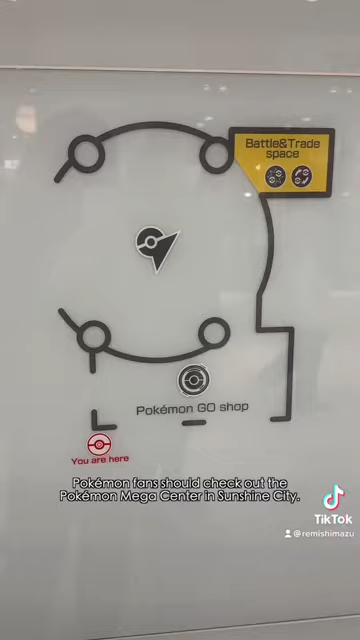 Battle&Trade
space
Pokémon GO shop
You are here
Pokémon fans should check out the
Pokémon Mega Center in Sunshine City.
TikTok
@remishimazu